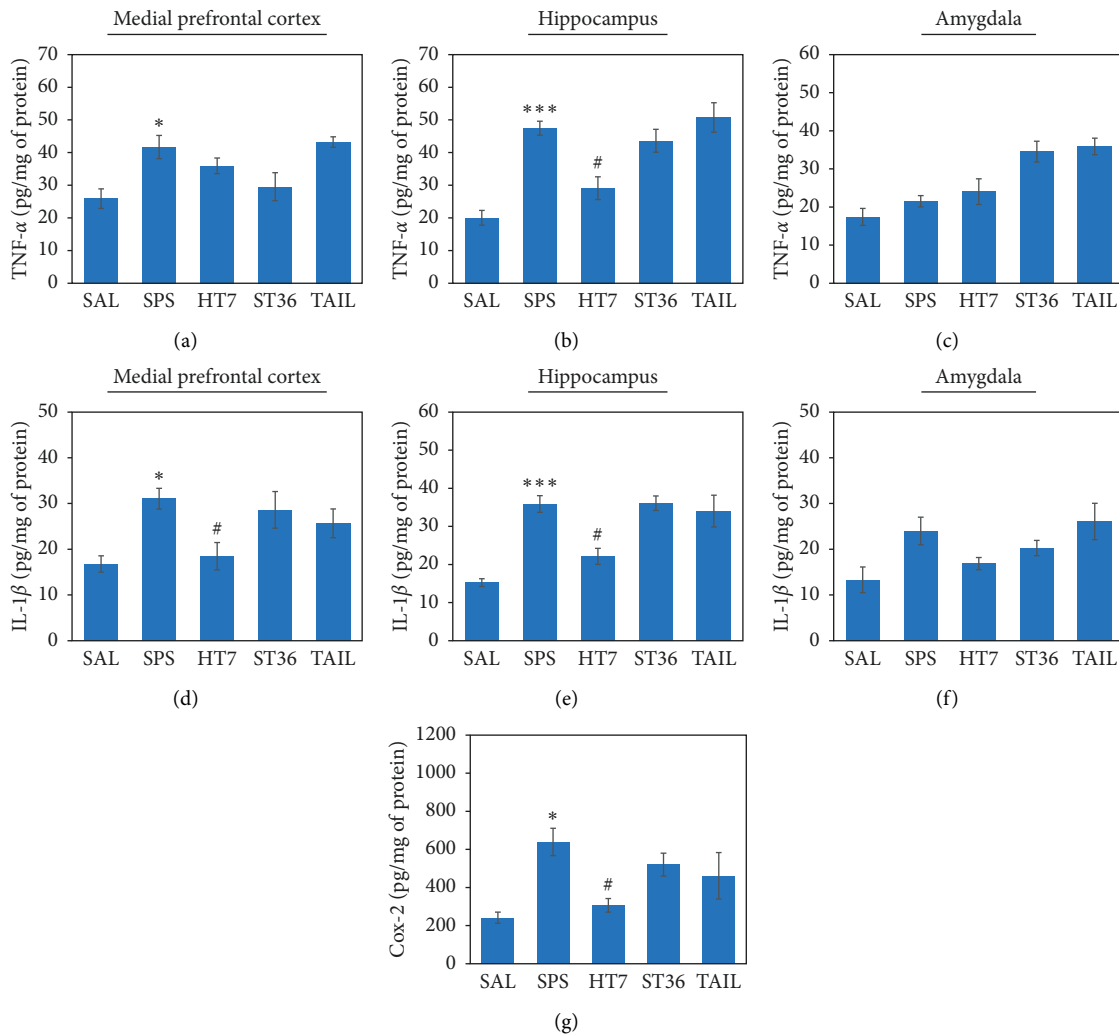 Medial prefrontal cortex
TNF-α (pg/mg of protein)
70
60
50
40
30
20
10
0
*
SAL SPS HT7 ST36 TAIL
(a)
Hippocampus
TNF-α (pg/mg of protein)
70
60
50
40
30
20
10
0
***
#
SAL SPS HT7 ST36 TAIL
(b)
Amygdala
TNF-α (pg/mg of protein)
60
50
40
30
20
10
0
SAL SPS HT7 ST36 TAIL
(c)
Medial prefrontal cortex
IL-1β (pg/mg of protein)
50
40
30
20
10
0
*
#
SAL SPS HT7 ST36 TAIL
(d)
Hippocampus
IL-1β (pg/mg of protein)
60
50
40
30
20
10
0
***
#
SAL SPS HT7 ST36 TAIL
(e)
Amygdala
IL-1β (pg/mg of protein)
50
40
30
20
10
0
SAL SPS HT7 ST36 TAIL
(f)
Cox-2 (pg/mg of protein)
1200
1000
800
600
400
200
0
*
#
SAL SPS HT7 ST36 TAIL
(g)